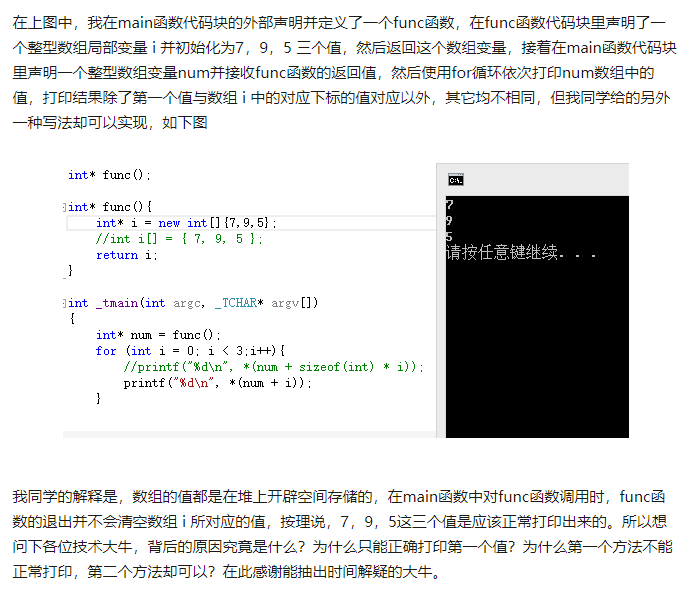 在上图中，我在main函数代码块的外部声明并定义了一个func函数，在func函数代码块里声明了一
个整型数组局部变量 i 并初始化为7，9，5 三个值，然后返回这个数组变量，接着在main函数代码块
里声明一个整型数组变量num并接收func函数的返回值，然后使用for循环依次打印num数组中的
值，打印结果除了第一个值与数组 i 中的对应下标的值对应以外，其它均不相同，但我同学给的另外
一种写法却可以实现，如下图
int* func();
int* func(){
int* i = new int[]{7,9,5};
//int i[] = { 7, 9, 5 };
return i;
}
int _tmain(int argc, _TCHAR* argv[])
{
int* num = func();
for (int i = 0; i < 3;i++){
//printf("%d\n", *(num + sizeof(int) * i));
printf("%d\n", *(num + i));
}
C:\.
7
9
5
请按任意键继续. . .
我同学的解释是，数组的值都是在堆上开辟空间存储的，在main函数中对func函数调用时，func函
数的退出并不会清空数组 i 所对应的值，按理说，7，9，5这三个值是应该正常打印出来的。所以想
问下各位技术大牛，背后的原因究竟是什么？为什么只能正确打印第一个值？为什么第一个方法不能
正常打印，第二个方法却可以？在此感谢能抽出时间解疑的大牛。